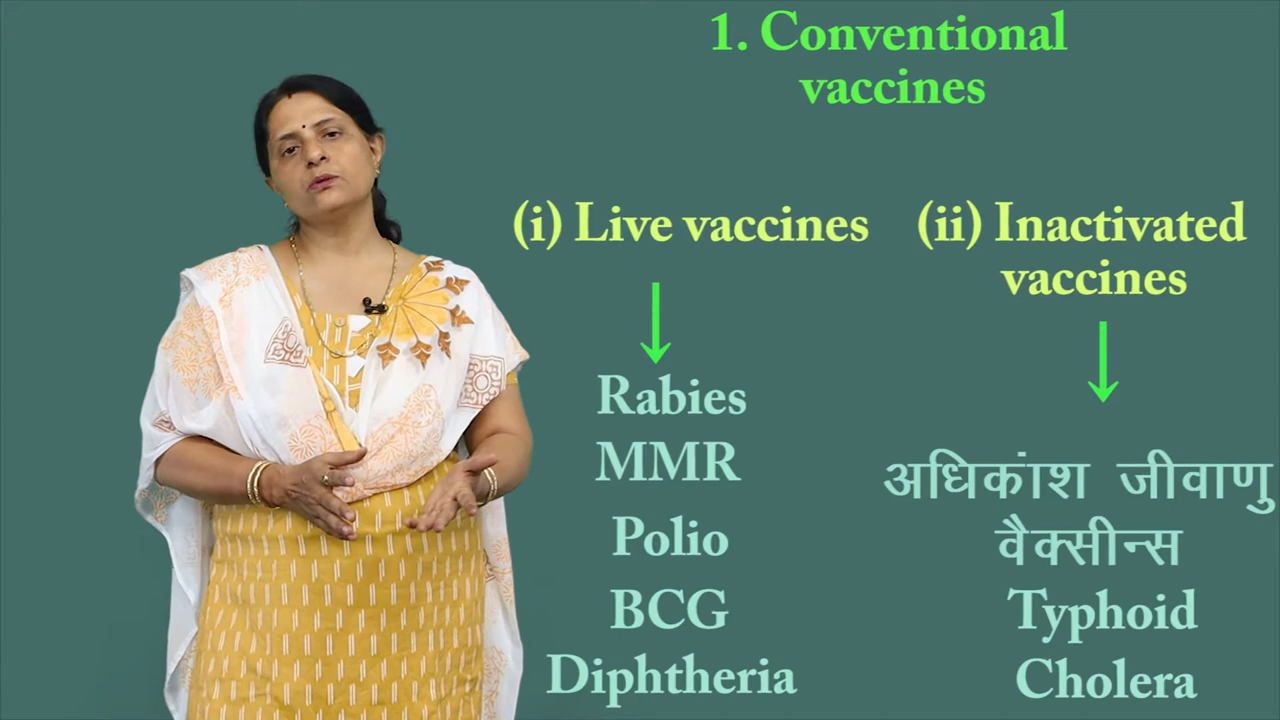 1. Conventional
vaccines
(i) Live vaccines
Rabies
MMR
Polio
BCG
Diphtheria
(ii) Inactivated
vaccines
अधिकांश जीवाणु
वैक्सीन्स
Typhoid
Cholera